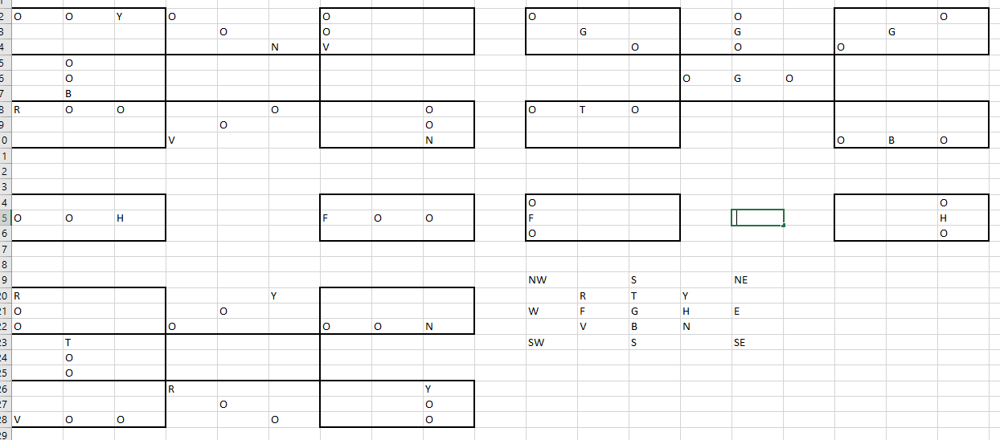 2 O O Y O O O O O
3 O O G G G
4 N V O O O
5 O
6 O O G O
7 B
8 R O O O O O T O
9 O O
0 V N O B O
1
2
3
4 O O
5 O O H F O O F H
6 O O
7
8
9 NW S NE
20 R Y R T Y
21 O O W F G H E
22 O O O O N V B N
23 T SW S SE
24 O
25 O
26 R Y
27 O O
28 V O O O O
29